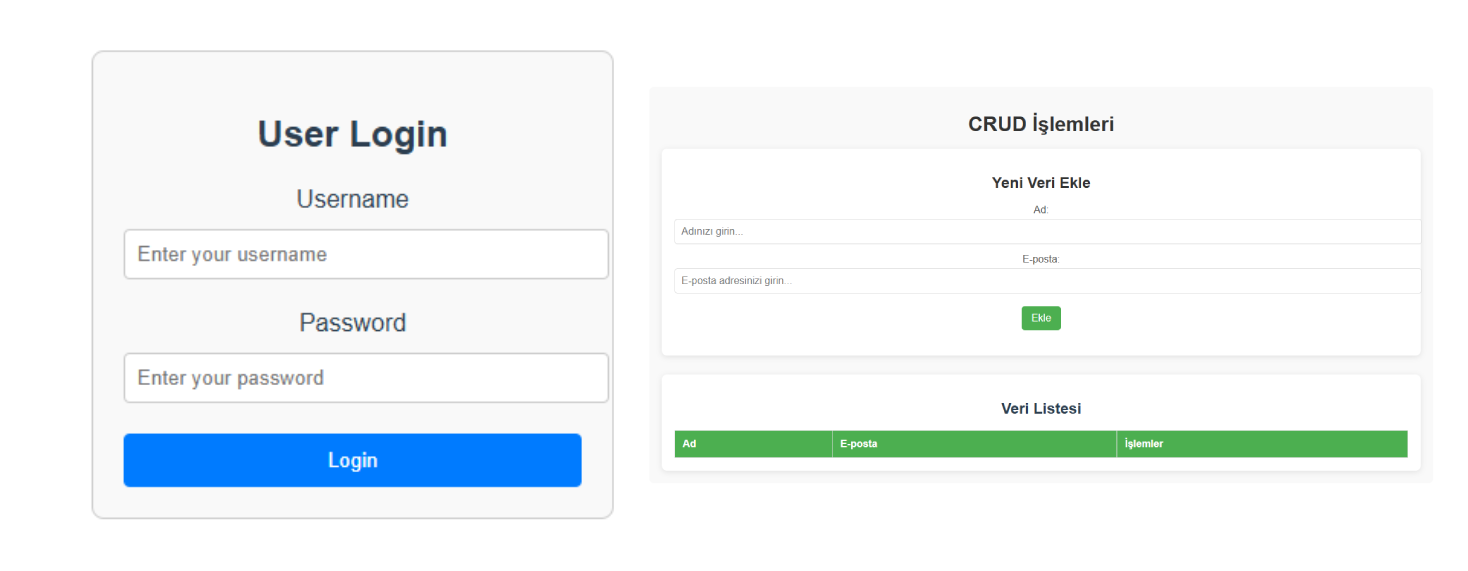 User Login
Username
Enter your username
Password
Enter your password
Login
CRUD İşlemleri
Yeni Veri Ekle
Ad:
Adınızı girin...
E-posta:
E-posta adresinizi girin...
Ekle
Veri Listesi
Ad E-posta İşlemler